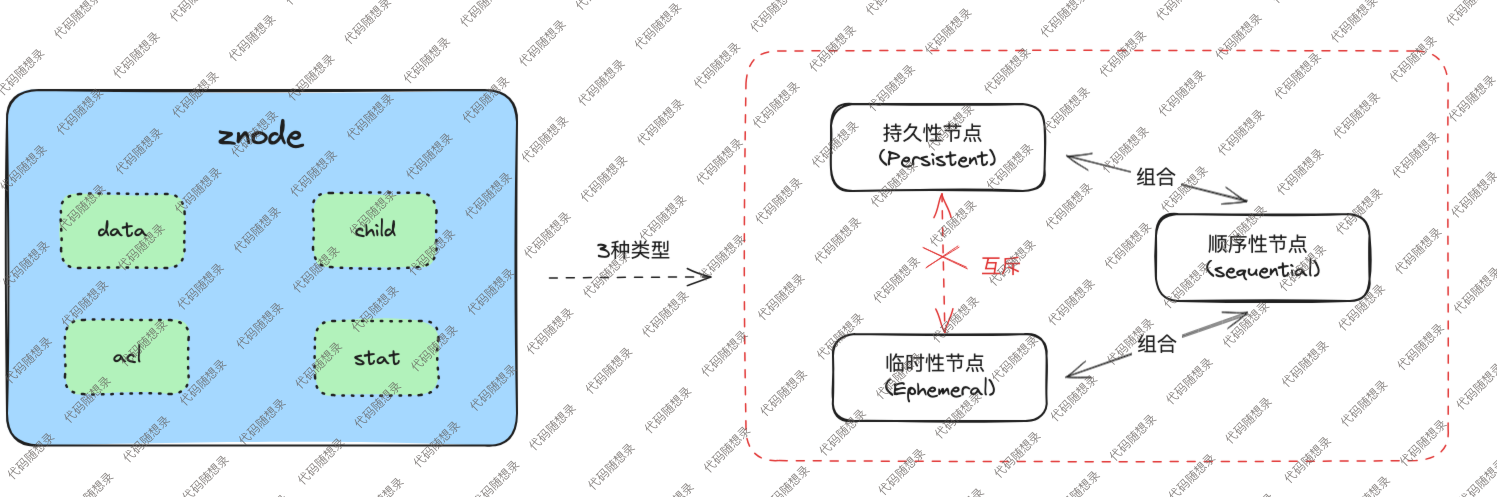 znode
data
child
acl
stat
3种类型
持久性节点
(Persistent)
组合
顺序性节点
(sequential)
互斥
组合
临时性节点
(Ephemeral)
代码随想录